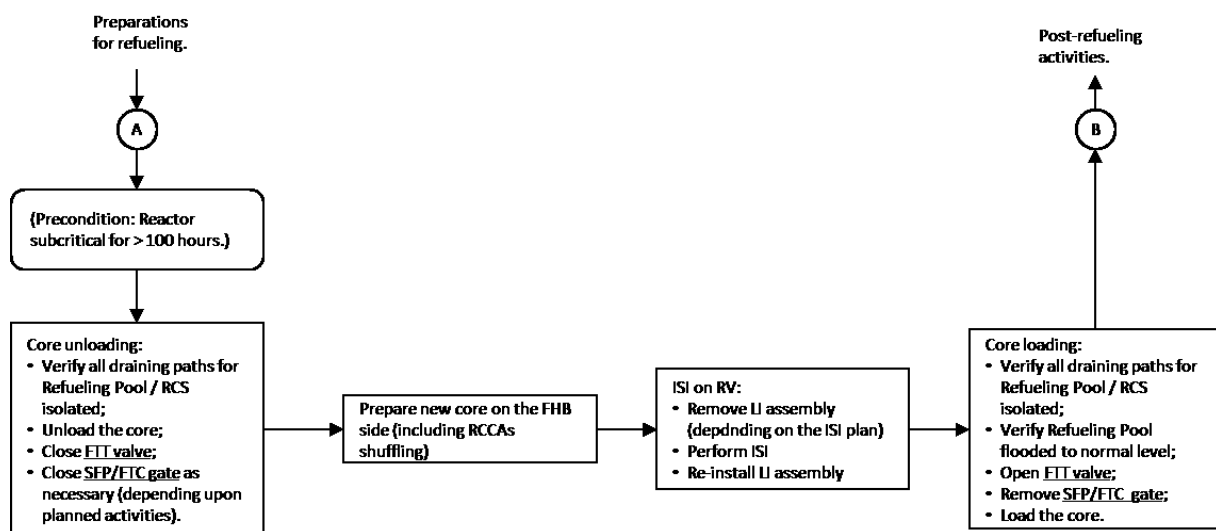 Preparations
for refueling.
A
(Precondition: Reactor
subcritical for > 100 hours.)
Core unloading:
• Verify all draining paths for
Refueling Pool / RCS
isolated;
• Unload the core;
• Close FTT valve;
• Close SFP/FTC gate as
necessary (depending upon
planned activities).
Prepare new core on the FHB
side (including RCCAs
shuffling)
ISI on RV:
• Remove LI assembly
(depdnding on the ISI plan)
• Perform ISI
• Re-install LI assembly
Core loading:
• Verify all draining paths for
Refueling Pool / RCS
isolated;
• Verify Refueling Pool
flooded to normal level;
• Open FTT valve;
• Remove SFP/FTC gate;
• Load the core.
B
Post-refueling
activities.